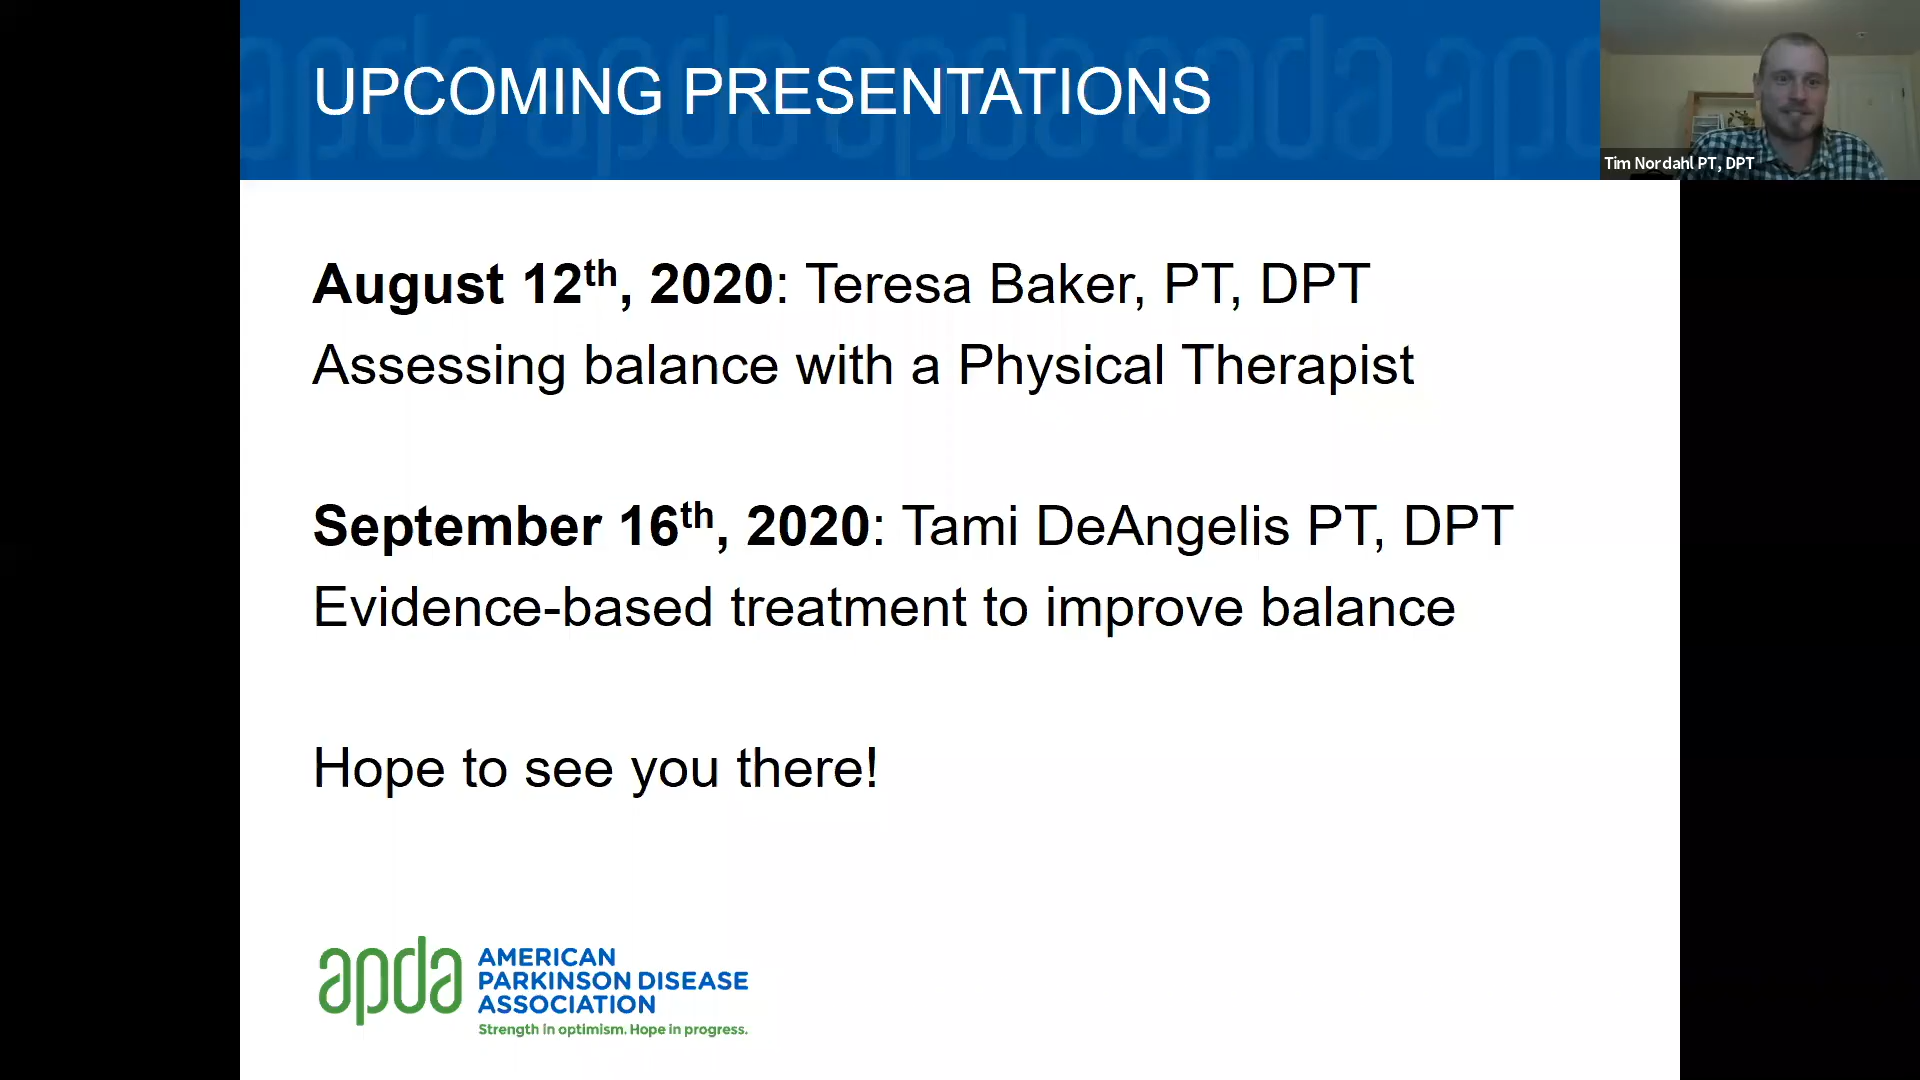 UPCOMING PRESENTATIONS
Tim Nordahl PT, DPT
August 12th, 2020: Teresa Baker, PT, DPT
Assessing balance with a Physical Therapist
September 16th, 2020: Tami DeAngelis PT, DPT
Evidence-based treatment to improve balance
Hope to see you there!
apda
AMERICAN
PARKINSON DISEASE
ASSOCIATION
Strength in optimism. Hope in progress.